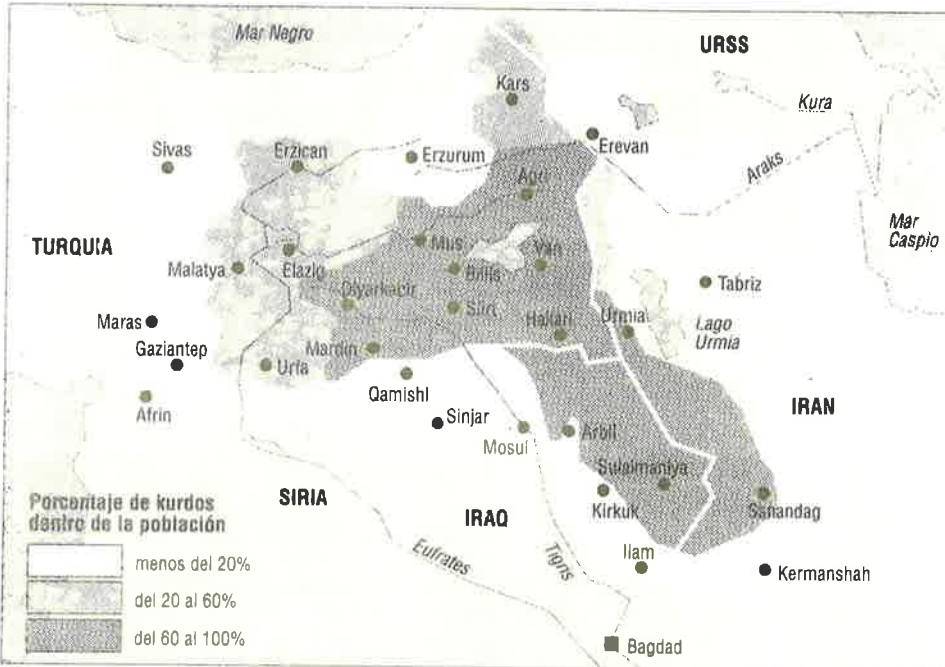 Mar Negro
URSS
Kars
Kura
Sivas
Erzican
Erzurum
Erevan
Araks
Agri
TURQUIA
Mus
Van
Mar
Caspio
Malatya
Elazig
Bitlis
Tabriz
Diyarkabir
Siirt
Maras
Hakari
Urmia
Lago
Urmia
Gaziantep
Mardin
Urfa
Qamishl
Afrin
Sinjar
IRAN
Mosul
Arbil
Sulaimaniya
SIRIA
IRAQ
Kirkuk
Sanandag
Porcentaje de kurdos
dentro de la población
menos del 20%
del 20 al 60%
del 60 al 100%
Eufrates
Tigris
Ilam
Kermanshah
Bagdad